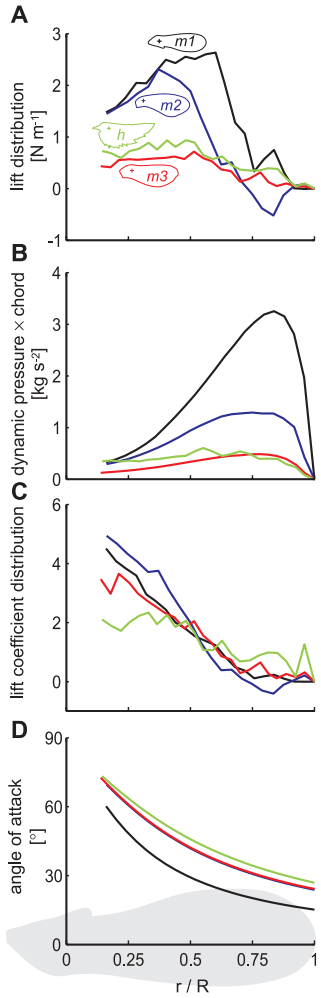 A
lift distribution
[N m⁻¹]
3
2
1
0
-1
m1
m2
h
m3
B
dynamic pressure × chord
[kg s⁻²]
4
3
2
1
0
C
lift coefficient distribution
6
4
2
0
D
angle of attack
[°]
90
60
30
0
0
0.25
0.5
0.75
1
r / R